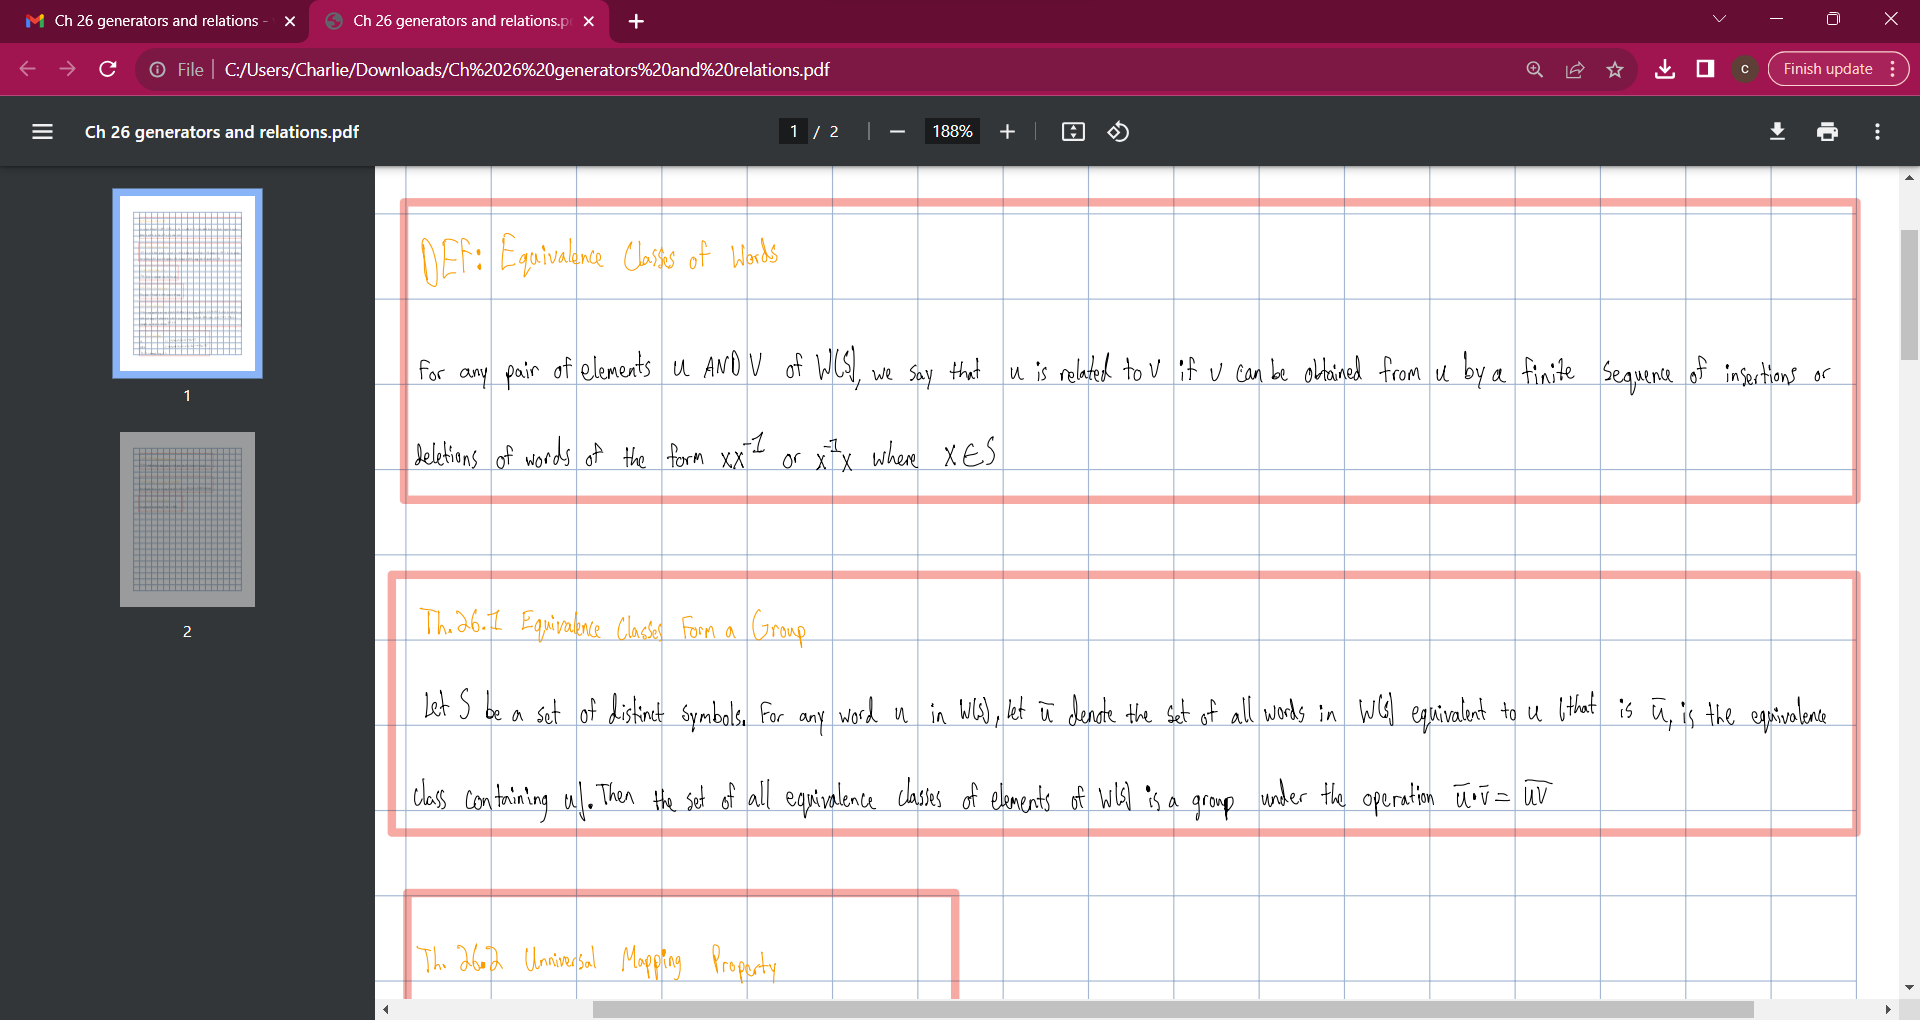 Ch 26 generators and relations -
Ch 26 generators and relations.p
File
C:/Users/Charlie/Downloads/Ch%2026%20generators%20and%20relations.pdf
C
Finish update
Ch 26 generators and relations.pdf
1 / 2
188%
1
2
DEF: Equivalence Classes of Words
For any pair of elements u AND V of W(S), we say that u is related to V if v can be obtained from u by a finite Sequence of insertions or
deletions of words of the form xx⁻¹ or x⁻¹x where X∈S
Th. 26.1 Equivalence Classes Form a Group
Let S be a set of distinct symbols. For any word u in W(S), let ū denote the set of all words in W(S) equivalent to u (that is ū, is the equivalence
class containing u). Then the set of all equivalence classes of elements of W(S) is a group under the operation ū·v̅ = u̅v̅
Th. 26.2 Unniversal Mapping Property